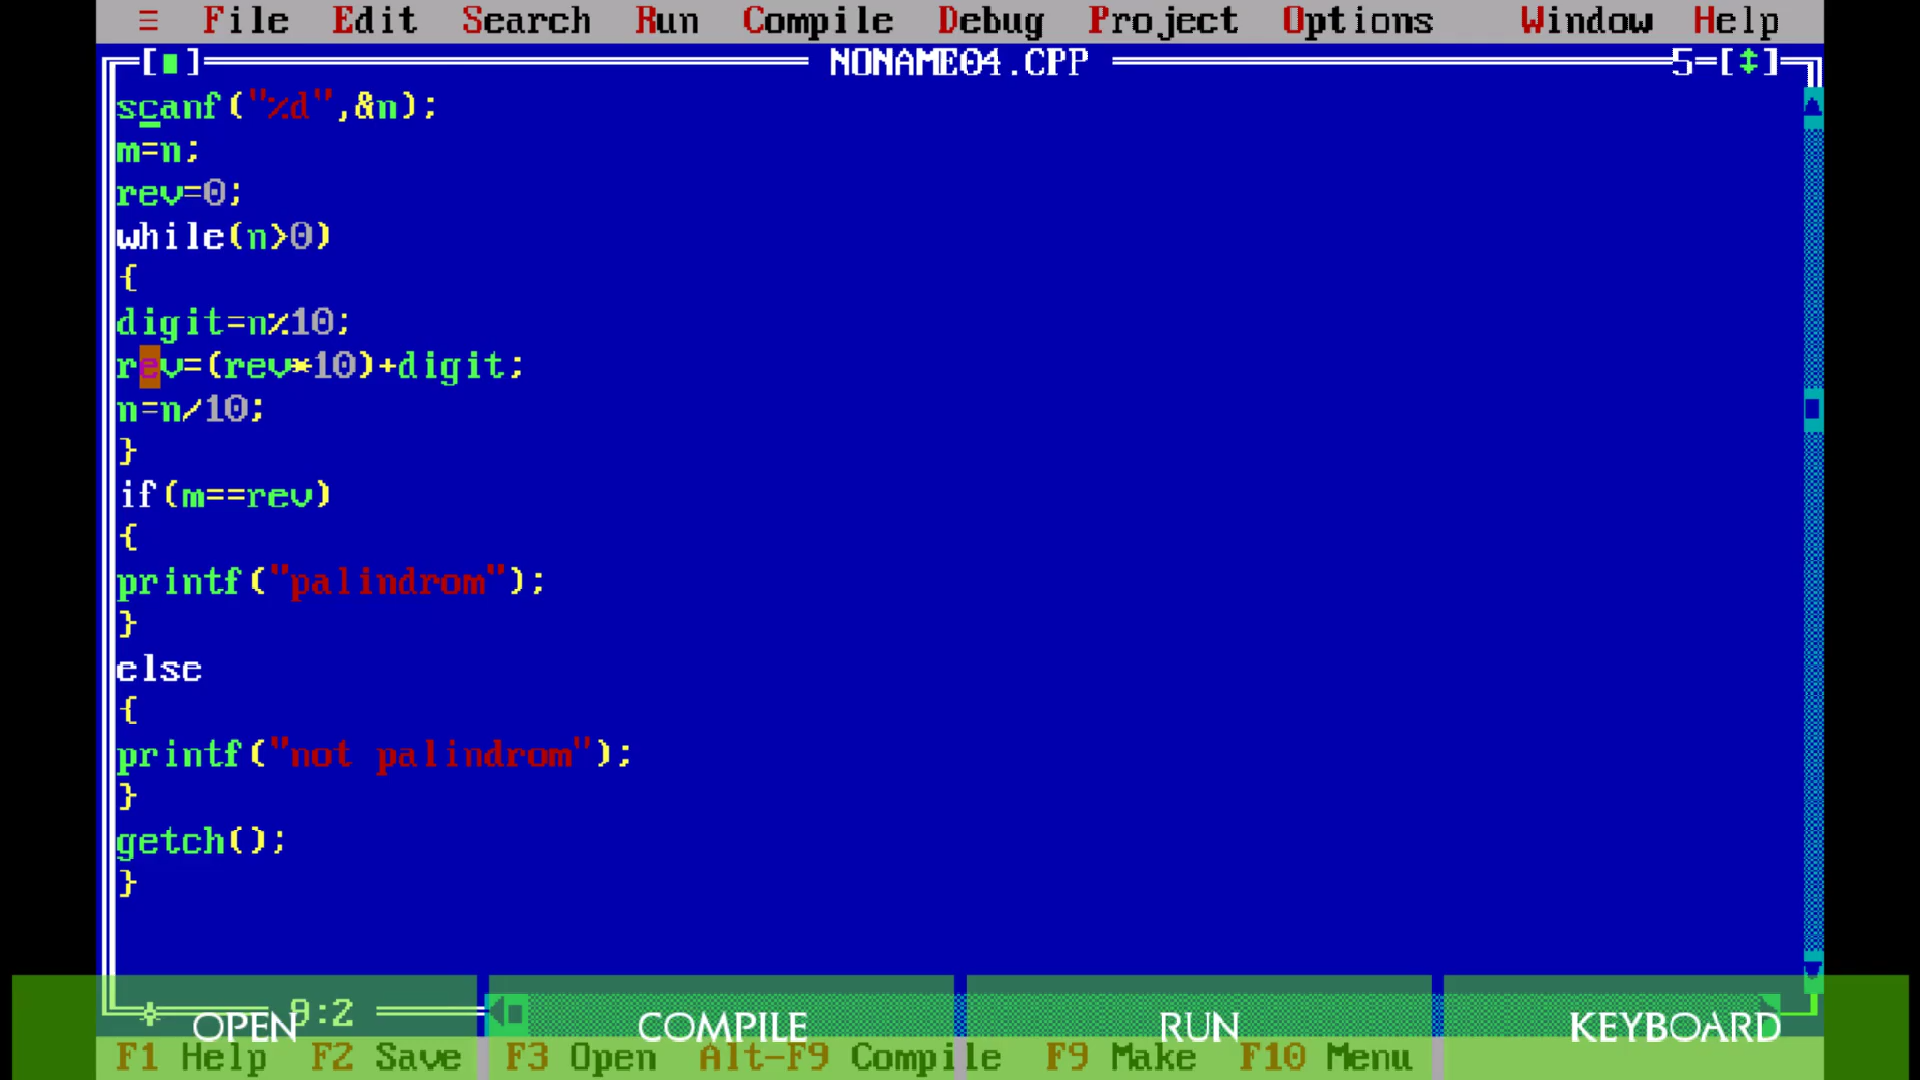 ≡ File Edit Search Run Compile Debug Project Options Window Help
[■] NONAME04.CPP 5=[↕]
scanf("%d",&n);
m=n;
rev=0;
while(n>0)
{
digit=n%10;
rev=(rev*10)+digit;
n=n/10;
}
if(m==rev)
{
printf("palindrom");
}
else
{
printf("not palindrom");
}
getch();
}
9:2
OPEN COMPILE RUN KEYBOARD
F1 Help F2 Save F3 Open Alt-F9 Compile F9 Make F10 Menu